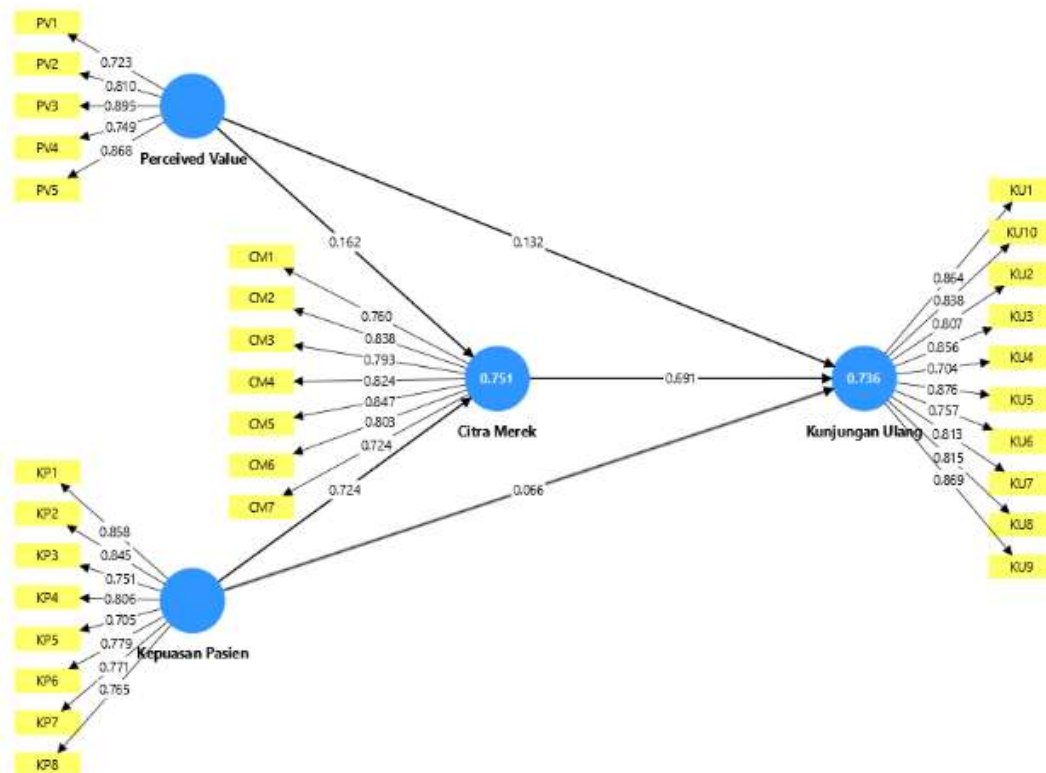 PV1
PV2
PV3
PV4
PV5
0.723
0.810
0.895
0.749
0.868
Perceived Value
0.162
0.132
CM1
CM2
CM3
CM4
CM5
CM6
CM7
0.760
0.838
0.793
0.824
0.847
0.803
0.724
0.751
Citra Merek
0.691
0.724
0.066
KP1
KP2
KP3
KP4
KP5
KP6
KP7
KP8
0.858
0.845
0.751
0.806
0.705
0.779
0.771
0.765
Kepuasan Pasien
0.736
Kunjungan Ulang
0.864
0.838
0.807
0.856
0.704
0.876
0.757
0.813
0.815
0.869
KU1
KU10
KU2
KU3
KU4
KU5
KU6
KU7
KU8
KU9